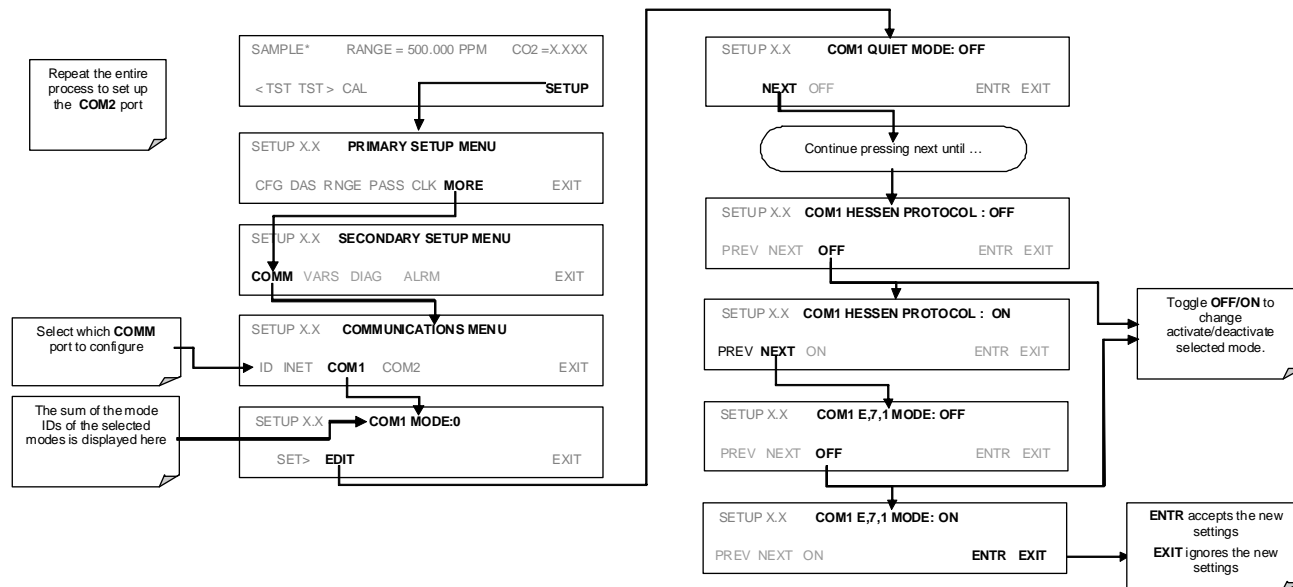 Repeat the entire
process to set up
the COM2 port
SAMPLE* RANGE = 500.000 PPM CO2 =X.XXX
< TST TST > CAL SETUP
SETUP X.X PRIMARY SETUP MENU
CFG DAS RNGE PASS CLK MORE EXIT
SETUP X.X SECONDARY SETUP MENU
COMM VARS DIAG ALRM EXIT
Select which COMM
port to configure
SETUP X.X COMMUNICATIONS MENU
ID INET COM1 COM2 EXIT
The sum of the mode
IDs of the selected
modes is displayed here
SETUP X.X COM1 MODE:0
SET> EDIT EXIT
SETUP X.X COM1 QUIET MODE: OFF
NEXT OFF ENTR EXIT
Continue pressing next until …
SETUP X.X COM1 HESSEN PROTOCOL : OFF
PREV NEXT OFF ENTR EXIT
SETUP X.X COM1 HESSEN PROTOCOL : ON
PREV NEXT ON ENTR EXIT
Toggle OFF/ON to
change
activate/deactivate
selected mode.
SETUP X.X COM1 E,7,1 MODE: OFF
PREV NEXT OFF ENTR EXIT
SETUP X.X COM1 E,7,1 MODE: ON
PREV NEXT ON ENTR EXIT
ENTR accepts the new
settings
EXIT ignores the new
settings